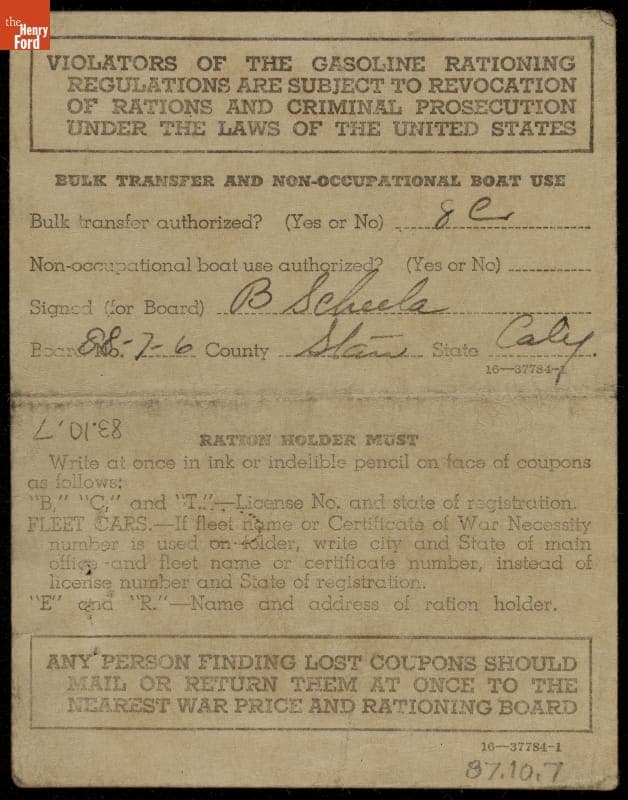 the
Henry
Ford
VIOLATORS OF THE GASOLINE RATIONING
REGULATIONS ARE SUBJECT TO REVOCATION
OF RATIONS AND CRIMINAL PROSECUTION
UNDER THE LAWS OF THE UNITED STATES
BULK TRANSFER AND NON-OCCUPATIONAL BOAT USE
Bulk transfer authorized? (Yes or No) 8 C
Non-occupational boat use authorized? (Yes or No)
Signed (for Board) B Scheela
Board No. 88-7-6 County Stan State Calif.
16—37784-1
83.10.7
RATION HOLDER MUST
Write at once in ink or indelible pencil on face of coupons
as follows:
"B," "C," and "T."—License No. and state of registration.
FLEET CARS.—If fleet name or Certificate of War Necessity
number is used on folder, write city and State of main
office and fleet name or certificate number, instead of
license number and State of registration.
"E" and "R."—Name and address of ration holder.
ANY PERSON FINDING LOST COUPONS SHOULD
MAIL OR RETURN THEM AT ONCE TO THE
NEAREST WAR PRICE AND RATIONING BOARD
16—37784-1
87.10.7